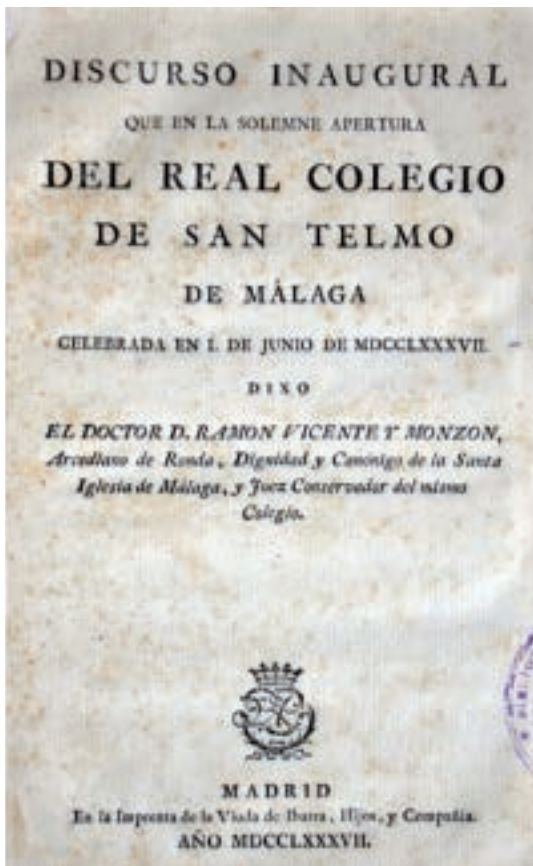 DISCURSO INAUGURAL
QUE EN LA SOLEMNE APERTURA
DEL REAL COLEGIO
DE SAN TELMO
DE MÁLAGA
CELEBRADA EN I. DE JUNIO DE MDCCLXXXVII.
DIXO
EL DOCTOR D. RAMON VICENTE Y MONZON,
Arcediano de Ronda, Dignidad y Canonigo de la Santa
Iglesia de Málaga, y Juez Conservador del mismo
Colegio.
MADRID
En la Imprenta de la Viuda de Ibarra, Hijos, y Compañia.
AÑO MDCCLXXXVII.